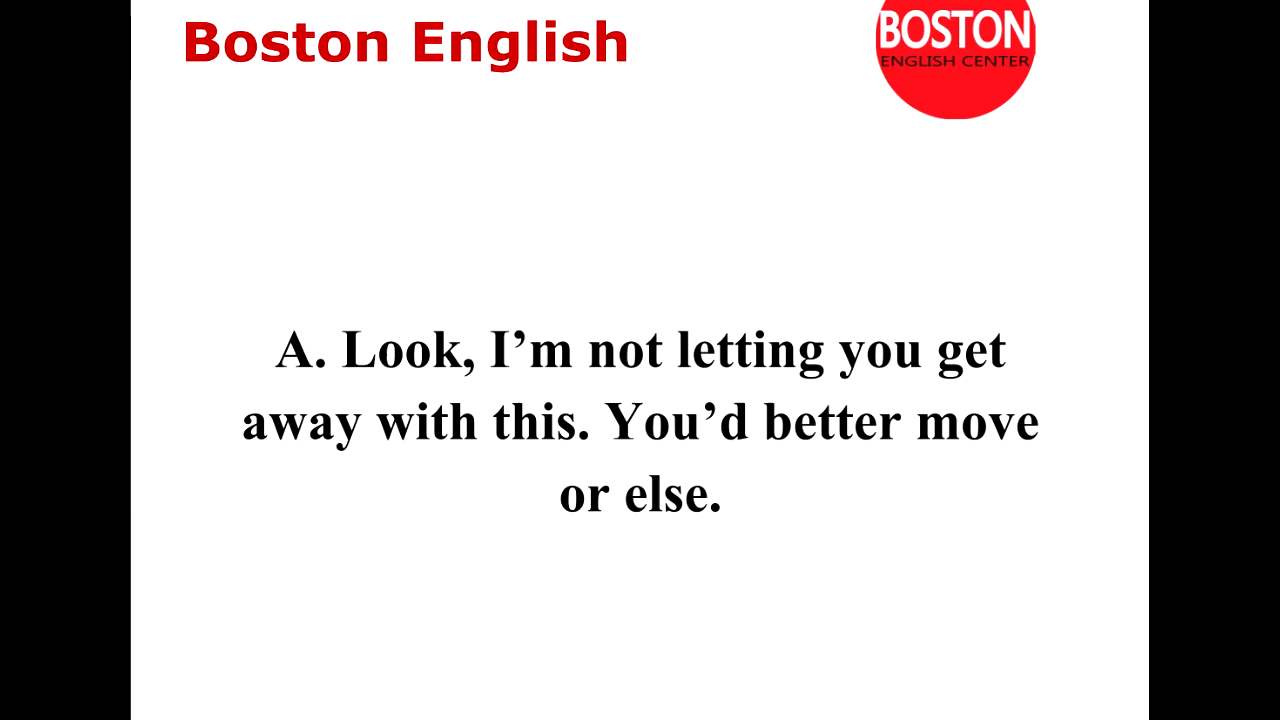 Boston English
BOSTON
ENGLISH CENTER
A. Look, I’m not letting you get
away with this. You’d better move
or else.